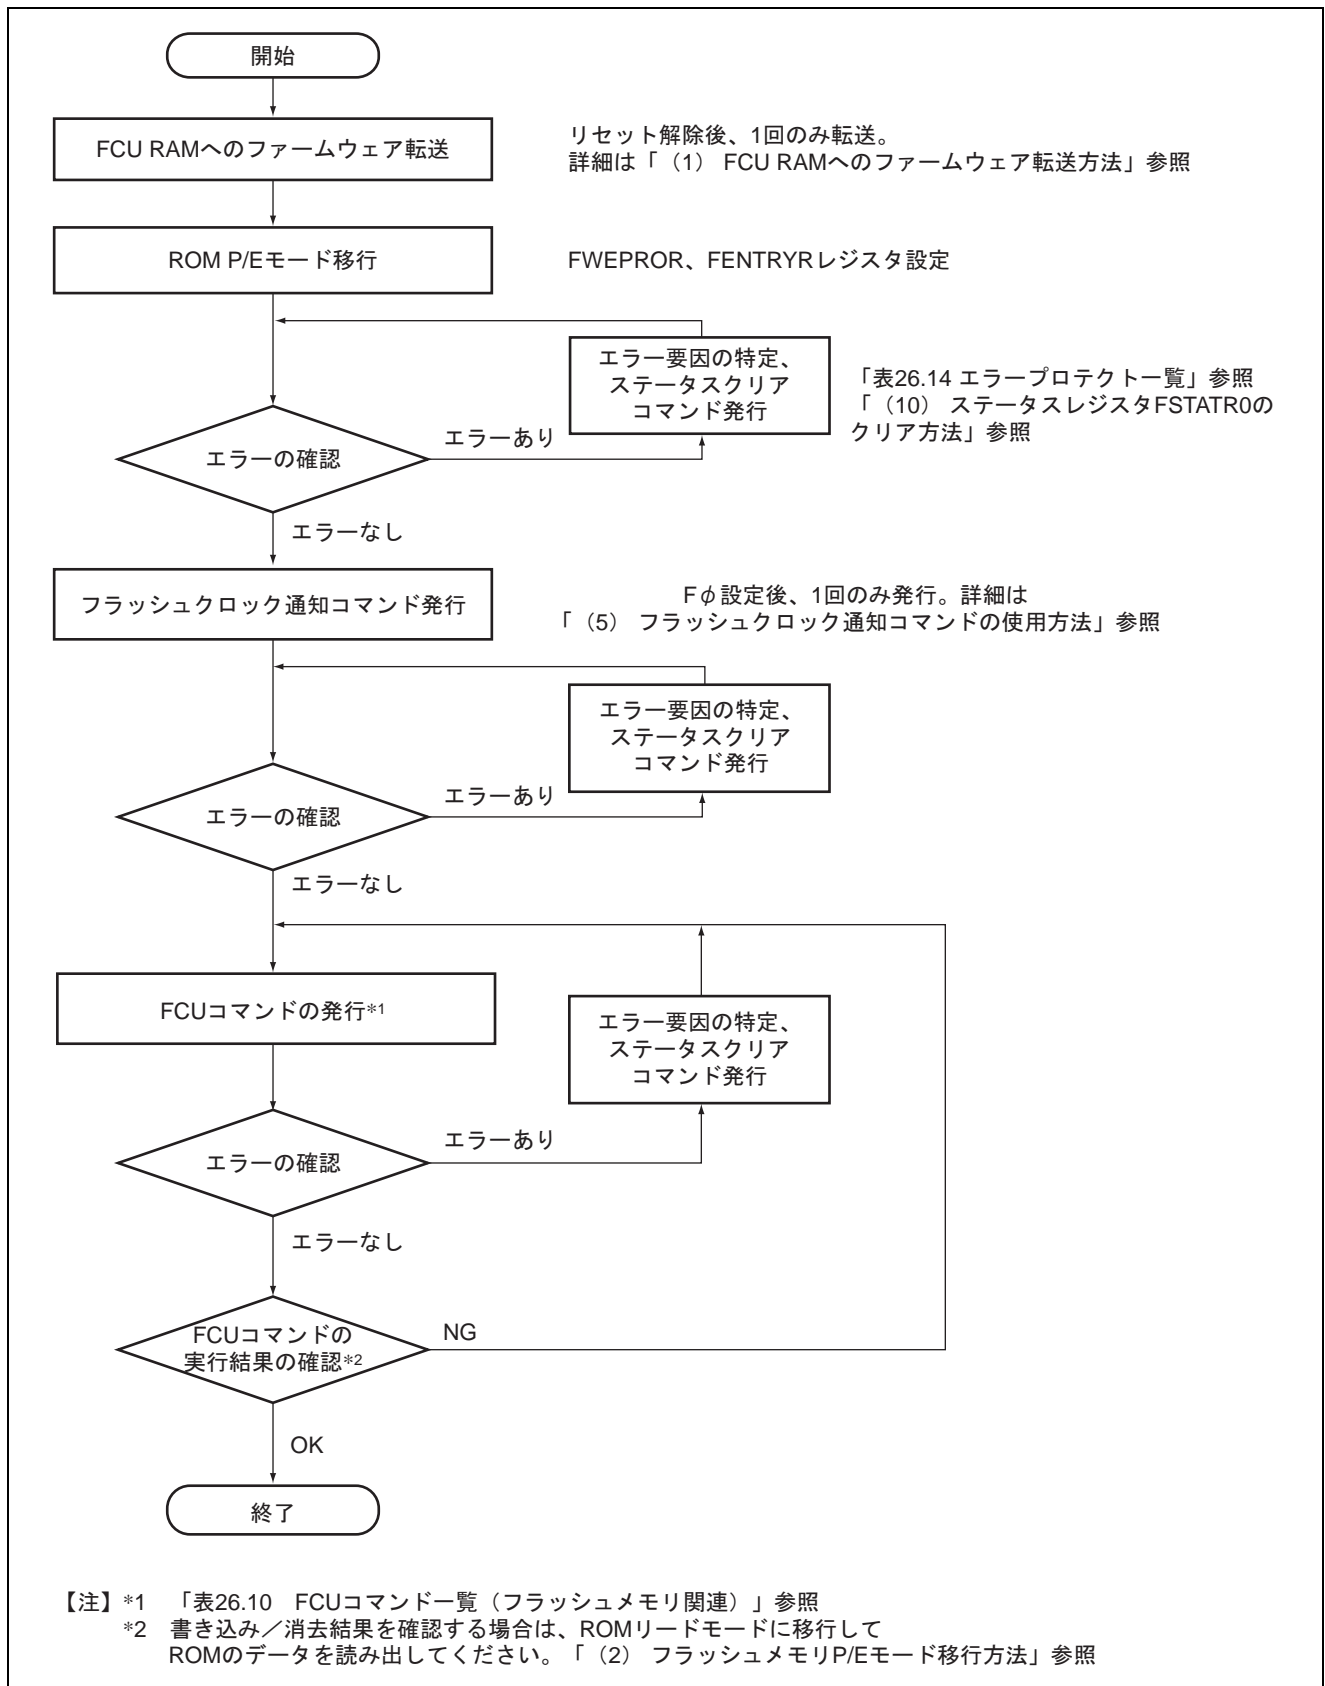 開始
FCU RAMへのファームウェア転送
リセット解除後、1回のみ転送。
詳細は「（1） FCU RAMへのファームウェア転送方法」参照
ROM P/Eモード移行
FWEPROR、FENTRYRレジスタ設定
エラー要因の特定、
ステータスクリア
コマンド発行
「表26.14 エラープロテクト一覧」参照
「（10） ステータスレジスタFSTATR0の
クリア方法」参照
エラーあり
エラーの確認
エラーなし
フラッシュクロック通知コマンド発行
Fφ設定後、1回のみ発行。詳細は
「（5） フラッシュクロック通知コマンドの使用方法」参照
エラー要因の特定、
ステータスクリア
コマンド発行
エラーあり
エラーの確認
エラーなし
FCUコマンドの発行*1
エラー要因の特定、
ステータスクリア
コマンド発行
エラーあり
エラーの確認
エラーなし
FCUコマンドの
実行結果の確認*2
NG
OK
終了
【注】*1 「表26.10 FCUコマンド一覧（フラッシュメモリ関連）」参照
*2 書き込み／消去結果を確認する場合は、ROMリードモードに移行して
ROMのデータを読み出してください。「（2） フラッシュメモリP/Eモード移行方法」参照